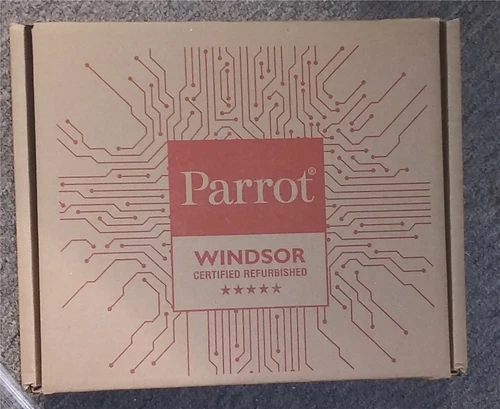 Parrot®
WINDSOR
CERTIFIED REFURBISHED
★★★★★